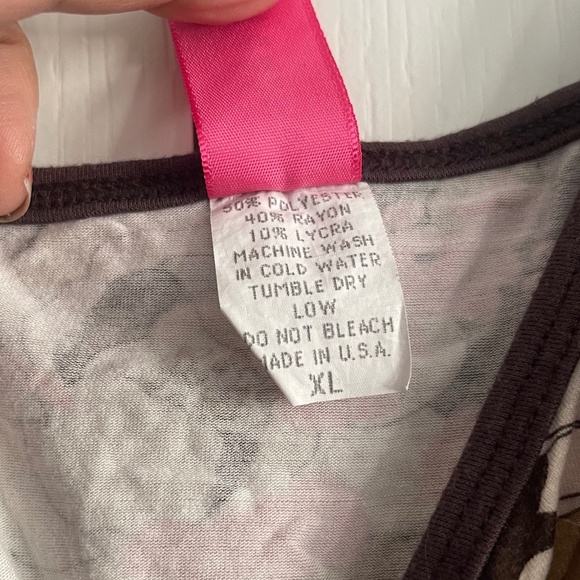 50% POLYESTER
40% RAYON
10% LYCRA
MACHINE WASH
IN COLD WATER
TUMBLE DRY
LOW
DO NOT BLEACH
MADE IN U.S.A.
XL